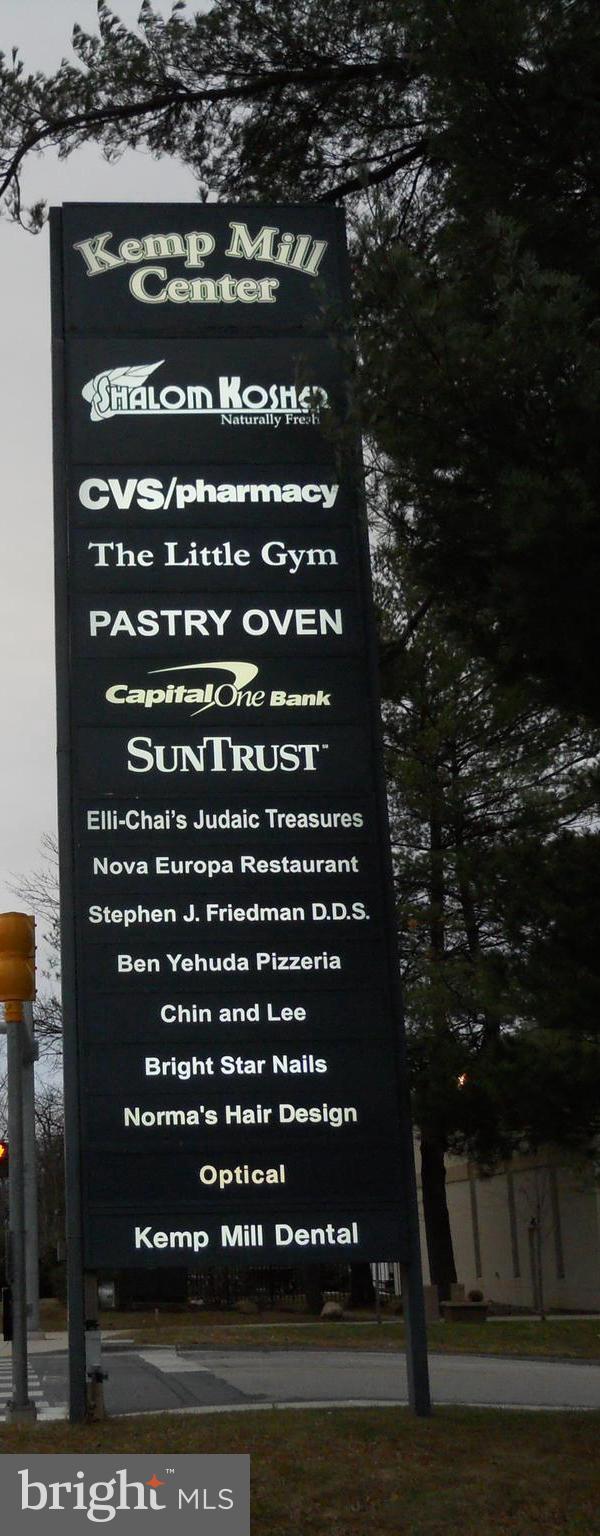 Kemp Mill
Center
SHALOM KOSHER
Naturally Fresh
CVS/pharmacy
The Little Gym
PASTRY OVEN
Capital One Bank
SUNTRUST℠
Elli-Chai's Judaic Treasures
Nova Europa Restaurant
Stephen J. Friedman D.D.S.
Ben Yehuda Pizzeria
Chin and Lee
Bright Star Nails
Norma's Hair Design
Optical
Kemp Mill Dental
bright™ MLS